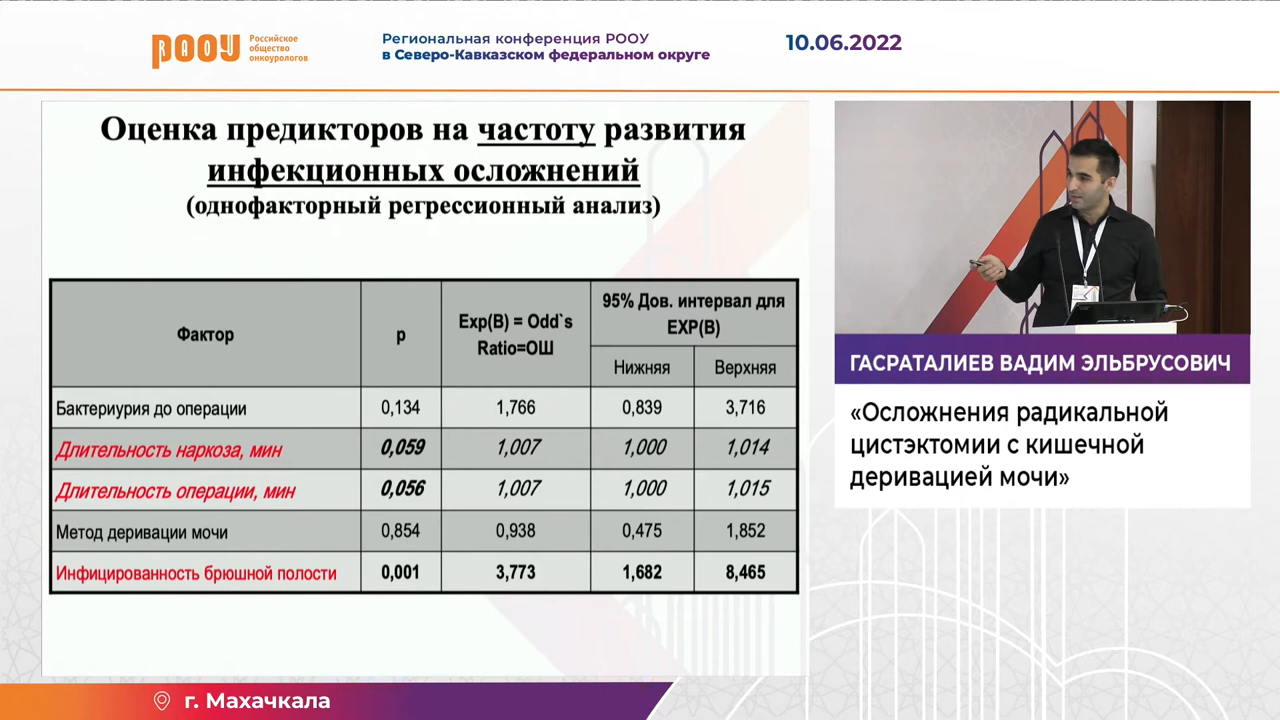 РООУ
Российское
общество
онкоурологов
Региональная конференция РООУ
в Северо-Кавказском федеральном округе
10.06.2022
Оценка предикторов на частоту развития
инфекционных осложнений
(однофакторный регрессионный анализ)
Фактор
p
Exp(B) = Odd`s
Ratio=ОШ
95% Дов. интервал для
EXP(B)
Нижняя
Верхняя
Бактериурия до операции 0,134 1,766 0,839 3,716
Длительность наркоза, мин 0,059 1,007 1,000 1,014
Длительность операции, мин 0,056 1,007 1,000 1,015
Метод деривации мочи 0,854 0,938 0,475 1,852
Инфицированность брюшной полости 0,001 3,773 1,682 8,465
ГАСРАТАЛИЕВ ВАДИМ ЭЛЬБРУСОВИЧ
«Осложнения радикальной
цистэктомии с кишечной
деривацией мочи»
г. Махачкала